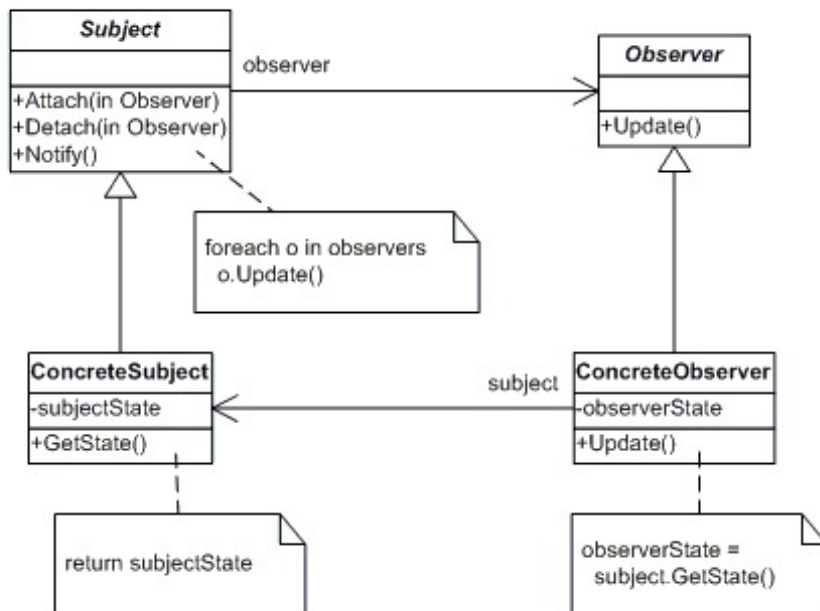 Subject
+Attach(in Observer)
+Detach(in Observer)
+Notify()
observer
Observer
+Update()
foreach o in observers
o.Update()
ConcreteSubject
-subjectState
+GetState()
subject
ConcreteObserver
-observerState
+Update()
return subjectState
observerState =
subject.GetState()